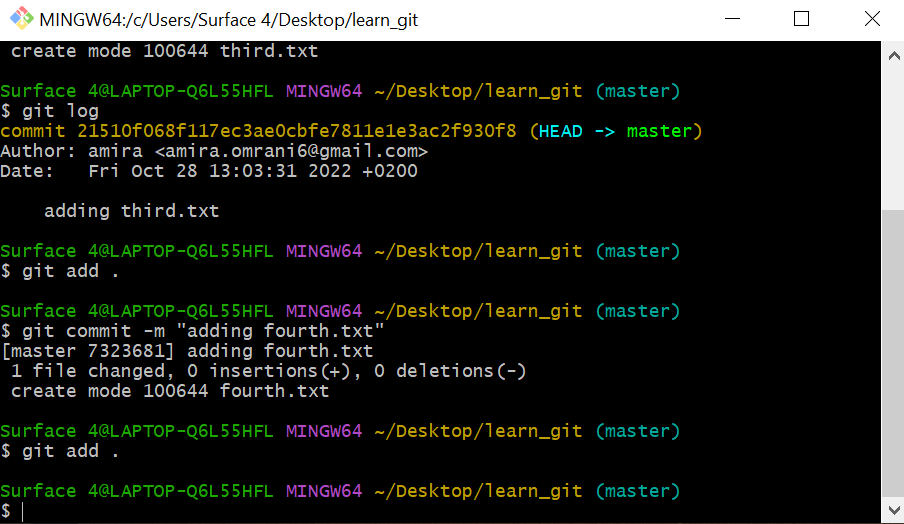 MINGW64:/c/Users/Surface 4/Desktop/learn_git
create mode 100644 third.txt
Surface 4@LAPTOP-Q6L55HFL MINGW64 ~/Desktop/learn_git (master)
$ git log
commit 21510f068f117ec3ae0cbfe7811e1e3ac2f930f8 (HEAD -> master)
Author: amira <amira.omrani6@gmail.com>
Date:   Fri Oct 28 13:03:31 2022 +0200
    adding third.txt
Surface 4@LAPTOP-Q6L55HFL MINGW64 ~/Desktop/learn_git (master)
$ git add .
Surface 4@LAPTOP-Q6L55HFL MINGW64 ~/Desktop/learn_git (master)
$ git commit -m "adding fourth.txt"
[master 7323681] adding fourth.txt
 1 file changed, 0 insertions(+), 0 deletions(-)
 create mode 100644 fourth.txt
Surface 4@LAPTOP-Q6L55HFL MINGW64 ~/Desktop/learn_git (master)
$ git add .
Surface 4@LAPTOP-Q6L55HFL MINGW64 ~/Desktop/learn_git (master)
$